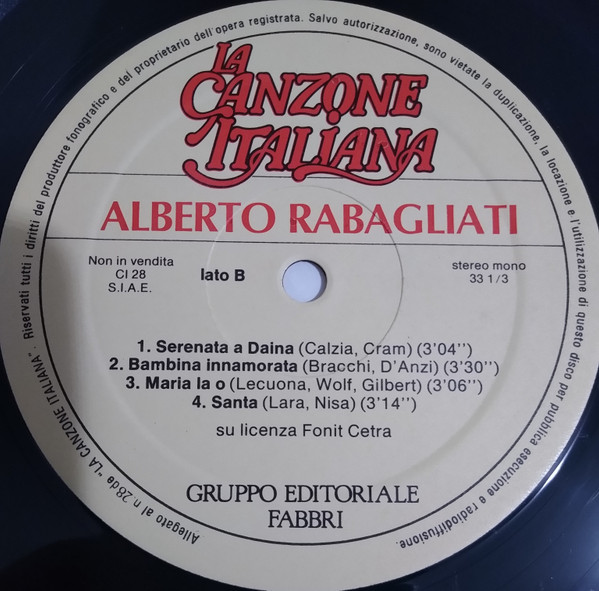 Riservati tutti i diritti del produttore fonografico e del proprietario dell'opera registrata. Salvo autorizzazione, sono vietate la duplicazione, la locazione e l'utilizzazione di questo disco per pubblica esecuzione e radiodiffusione.
LA
CANZONE
ITALIANA
ALBERTO RABAGLIATI
Non in vendita
CI 28
S.I.A.E.
lato B
stereo mono
33 1/3
1. Serenata a Daina (Calzia, Cram) (3'04'')
2. Bambina innamorata (Bracchi, D'Anzi) (3'30'')
3. Maria la o (Lecuona, Wolf, Gilbert) (3'06'')
4. Santa (Lara, Nisa) (3'14'')
su licenza Fonit Cetra
GRUPPO EDITORIALE
FABBRI
Allegato al n. 28 de "LA CANZONE ITALIANA".